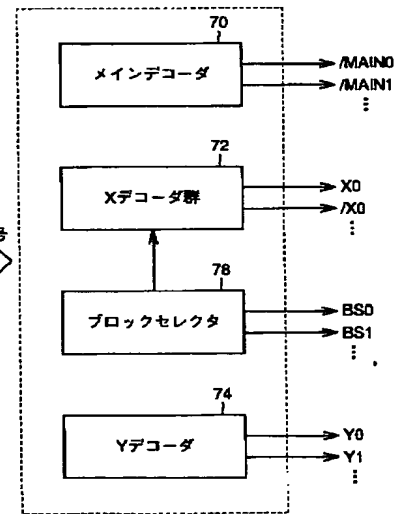 70
メインデコーダ
/MAIN0
/MAIN1
⋮
72
Xデコーダ群
X0
/X0
⋮
号
78
ブロックセレクタ
BS0
BS1
⋮
74
Yデコーダ
Y0
Y1
⋮